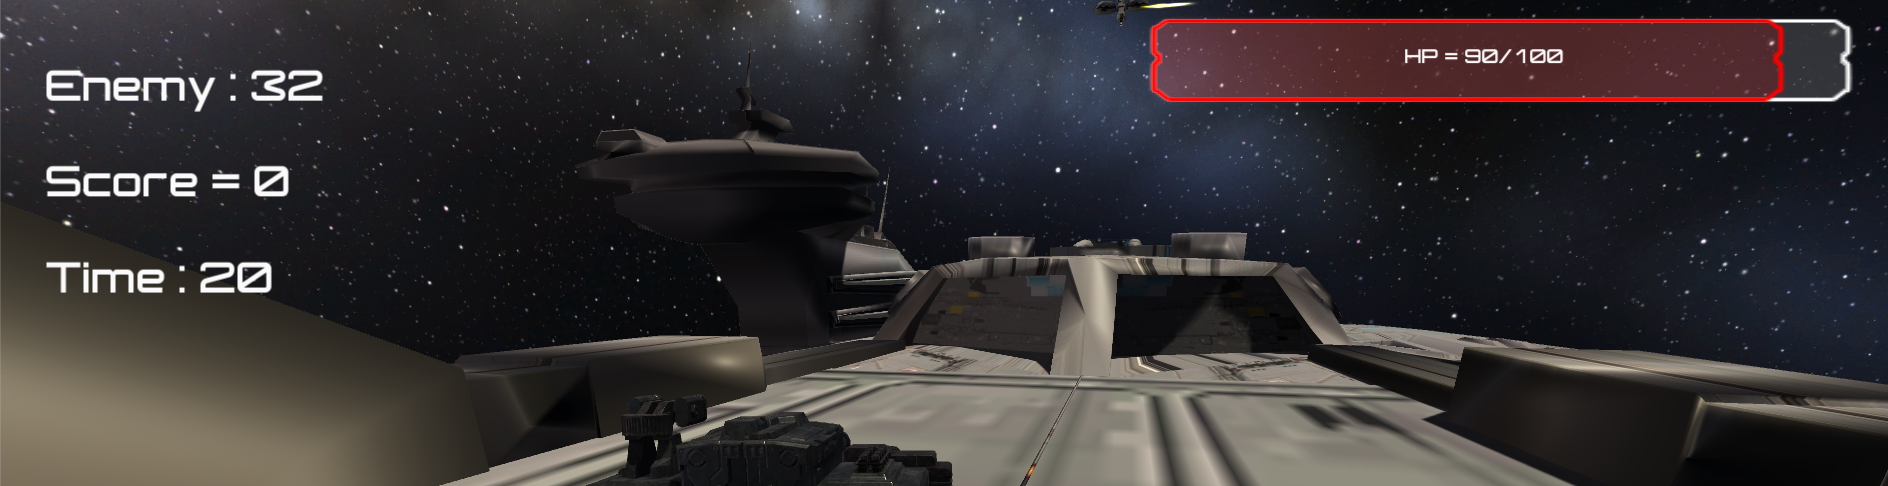 Enemy : 32
HP = 90/100
Score = 0
Time : 20